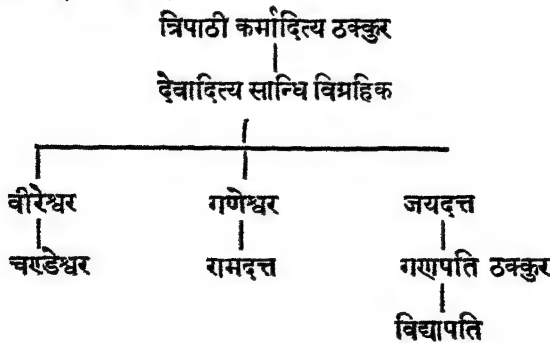 त्रिपाठी कर्मादित्य ठक्कुर
देवादित्य सान्धि विग्रहिक
वीरेश्वर गणेश्वर जयदत्त
चण्डेश्वर रामदत्त गणपति ठक्कुर
विद्यापति